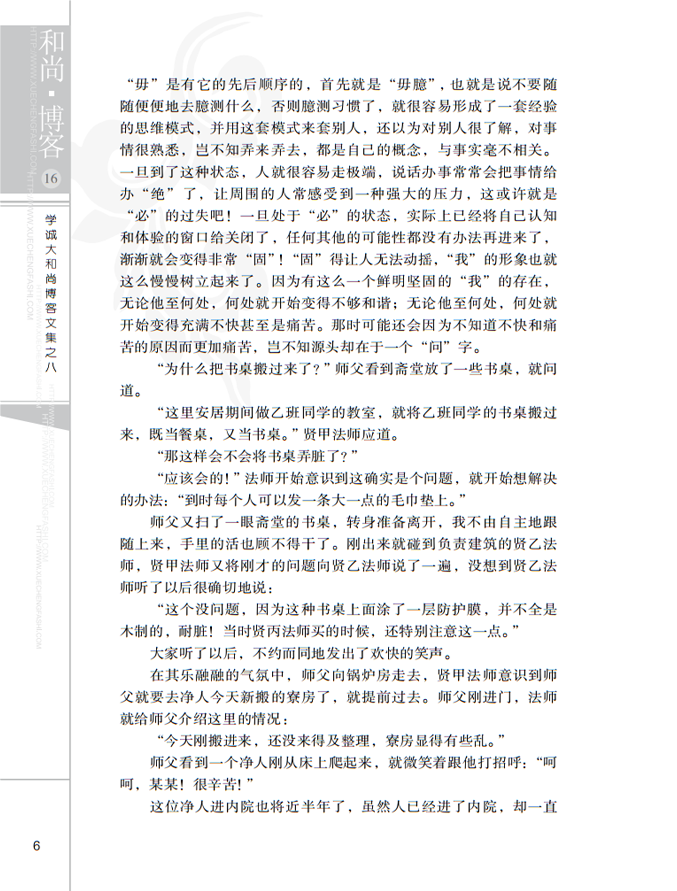 和尚·博客
16
学诚大和尚博客文集之八
“毋”是有它的先后顺序的，首先就是“毋臆”，也就是说不要随
随便便地去臆测什么，否则臆测习惯了，就很容易形成了一套经验
的思维模式，并用这套模式来套别人，还以为对别人很了解，对事
情很熟悉，岂不知弄来弄去，都是自己的概念，与事实毫不相关。
一旦到了这种状态，人就很容易走极端，说话办事常常会把事情给
办“绝”了，让周围的人常感受到一种强大的压力，这或许就是
“必”的过失吧！一旦处于“必”的状态，实际上已经将自己认知
和体验的窗口给关闭了，任何其他的可能性都没有办法再进来了，
渐渐就会变得非常“固”！“固”得让人无法动摇，“我”的形象也就
这么慢慢树立起来了。因为有这么一个鲜明坚固的“我”的存在，
无论他至何处，何处就开始变得不够和谐；无论他至何处，何处就
开始变得充满不快甚至是痛苦。那时可能还会因为不知道不快和痛
苦的原因而更加痛苦，岂不知源头却在于一个“问”字。
“为什么把书桌搬过来了？”师父看到斋堂放了一些书桌，就问
道。
“这里安居期间做乙班同学的教室，就将乙班同学的书桌搬过
来，既当餐桌，又当书桌。”贤甲法师应道。
“那这样会不会将书桌弄脏了？”
“应该会的！”法师开始意识到这确实是个问题，就开始想解决
的办法：“到时每个人可以发一条大一点的毛巾垫上。”
师父又扫了一眼斋堂的书桌，转身准备离开，我不由自主地跟
随上来，手里的活也顾不得干了。刚出来就碰到负责建筑的贤乙法
师，贤甲法师又将刚才的问题向贤乙法师说了一遍，没想到贤乙法
师听了以后很确切地说：
“这个没问题，因为这种书桌上面涂了一层防护膜，并不全是
木制的，耐脏！当时贤丙法师买的时候，还特别注意这一点。”
大家听了以后，不约而同地发出了欢快的笑声。
在其乐融融的气氛中，师父向锅炉房走去，贤甲法师意识到师
父就要去净人今天新搬的寮房了，就提前过去。师父刚进门，法师
就给师父介绍这里的情况：
“今天刚搬进来，还没来得及整理，寮房显得有些乱。”
师父看到一个净人刚从床上爬起来，就微笑着跟他打招呼：“呵
呵，某某！很辛苦！”
这位净人进内院也将近半年了，虽然人已经进了内院，却一直
6